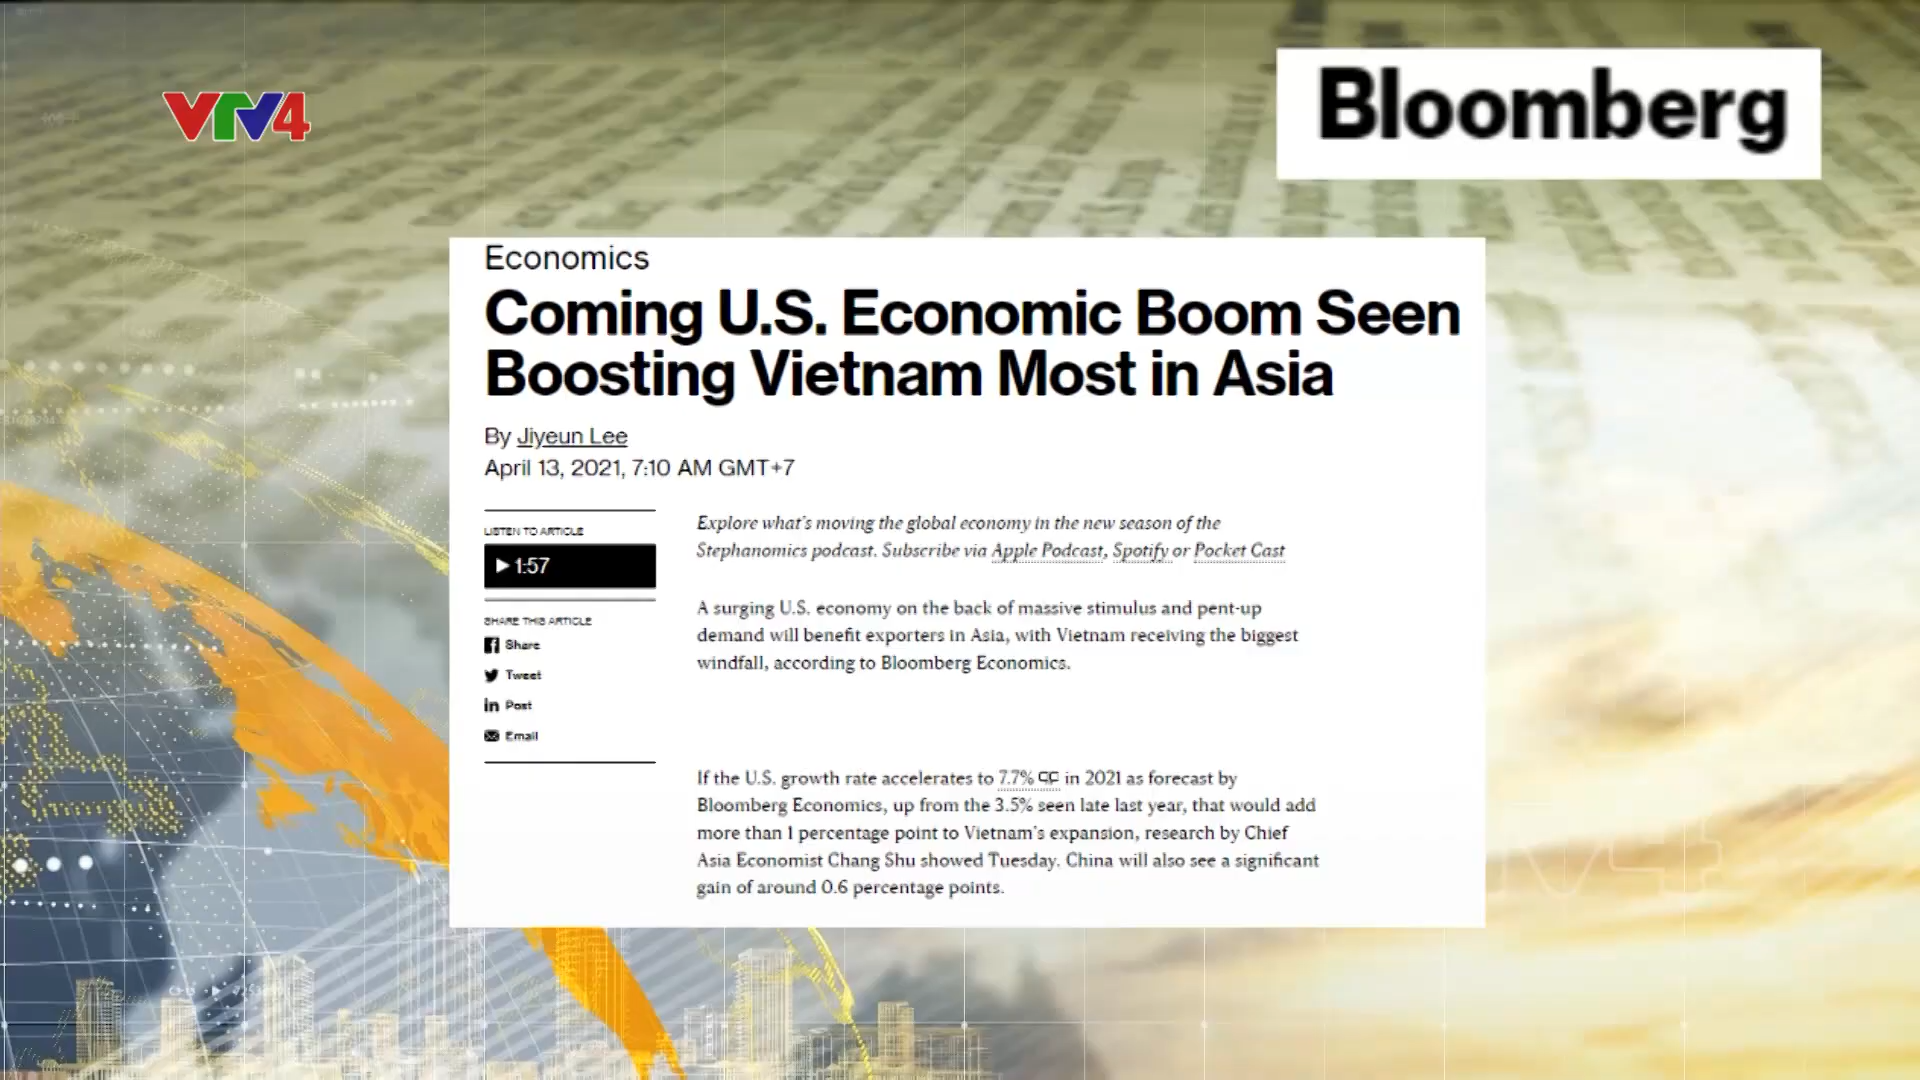 VTV4
Bloomberg
Economics
Coming U.S. Economic Boom Seen
Boosting Vietnam Most in Asia
By Jiyeun Lee
April 13, 2021, 7:10 AM GMT+7
LISTEN TO ARTICLE
1:57
SHARE THIS ARTICLE
Share
Tweet
Post
Email
Explore what's moving the global economy in the new season of the
Stephanomics podcast. Subscribe via Apple Podcast, Spotify or Pocket Cast
A surging U.S. economy on the back of massive stimulus and pent-up
demand will benefit exporters in Asia, with Vietnam receiving the biggest
windfall, according to Bloomberg Economics.
If the U.S. growth rate accelerates to 7.7% in 2021 as forecast by
Bloomberg Economics, up from the 3.5% seen late last year, that would add
more than 1 percentage point to Vietnam's expansion, research by Chief
Asia Economist Chang Shu showed Tuesday. China will also see a significant
gain of around 0.6 percentage points.